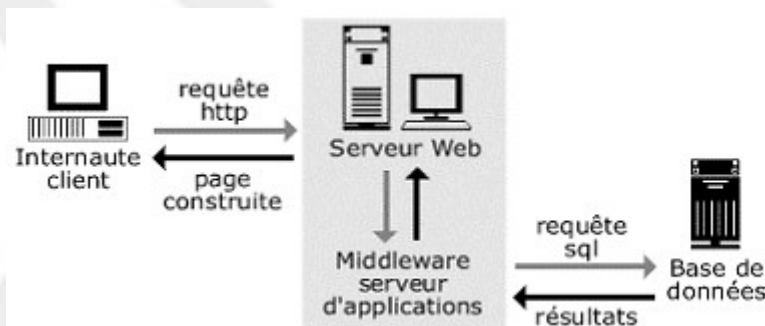 Internaute
client
requête
http
page
construite
Serveur Web
Middleware
serveur
d'applications
requête
sql
résultats
Base de
données